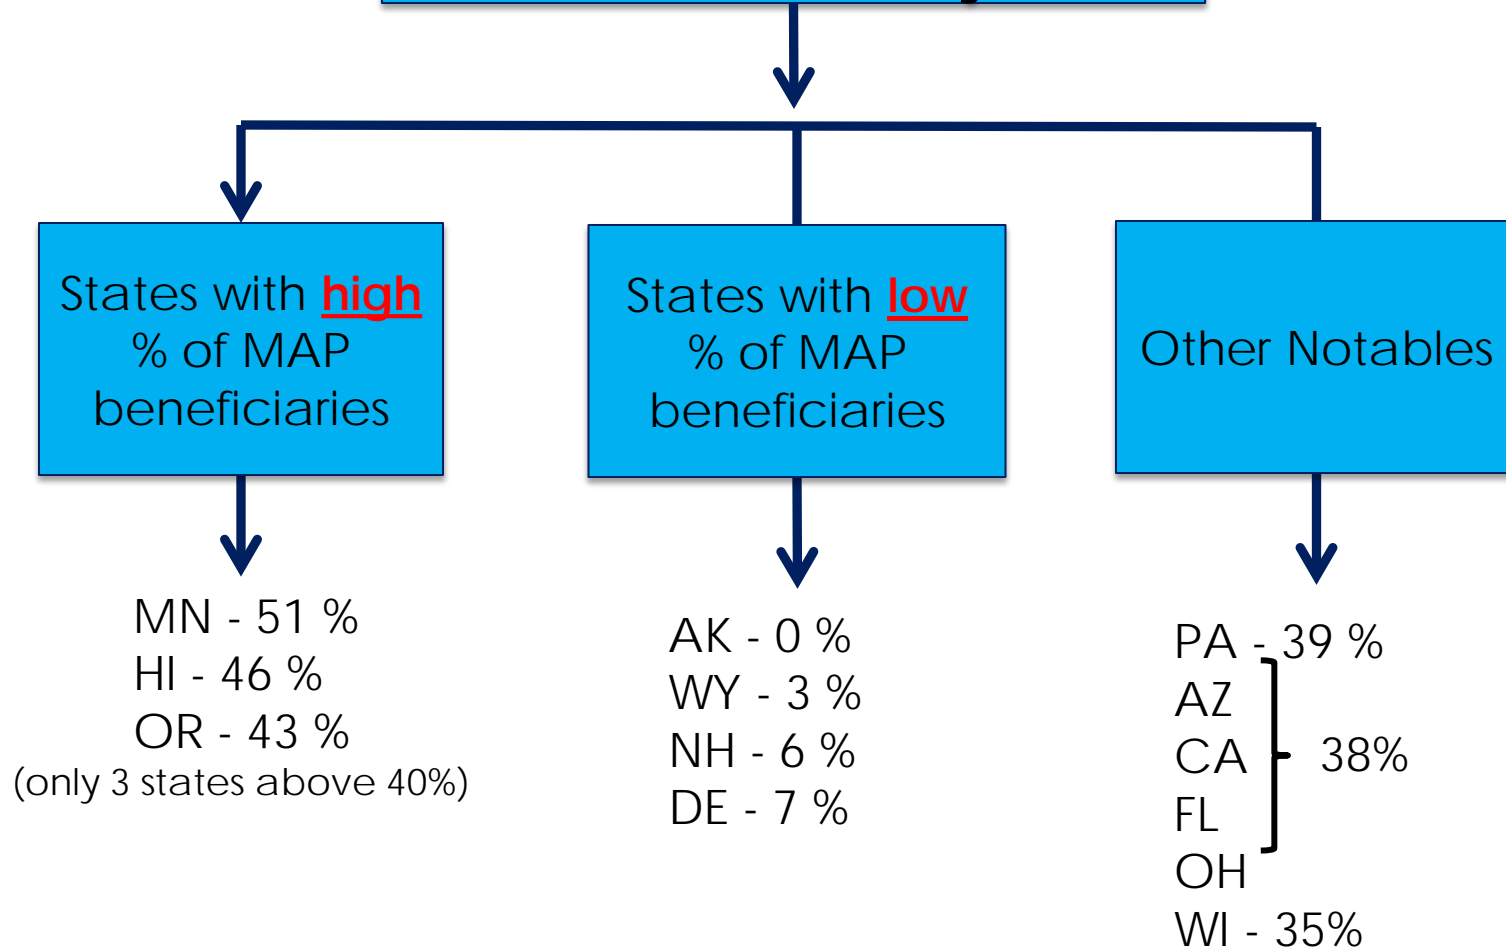 States with high
% of MAP
beneficiaries
States with low
% of MAP
beneficiaries
Other Notables
MN - 51 %
HI - 46 %
OR - 43 %
(only 3 states above 40%)
AK - 0 %
WY - 3 %
NH - 6 %
DE - 7 %
PA - 39 %
AZ
CA
38%
FL
OH
WI - 35%